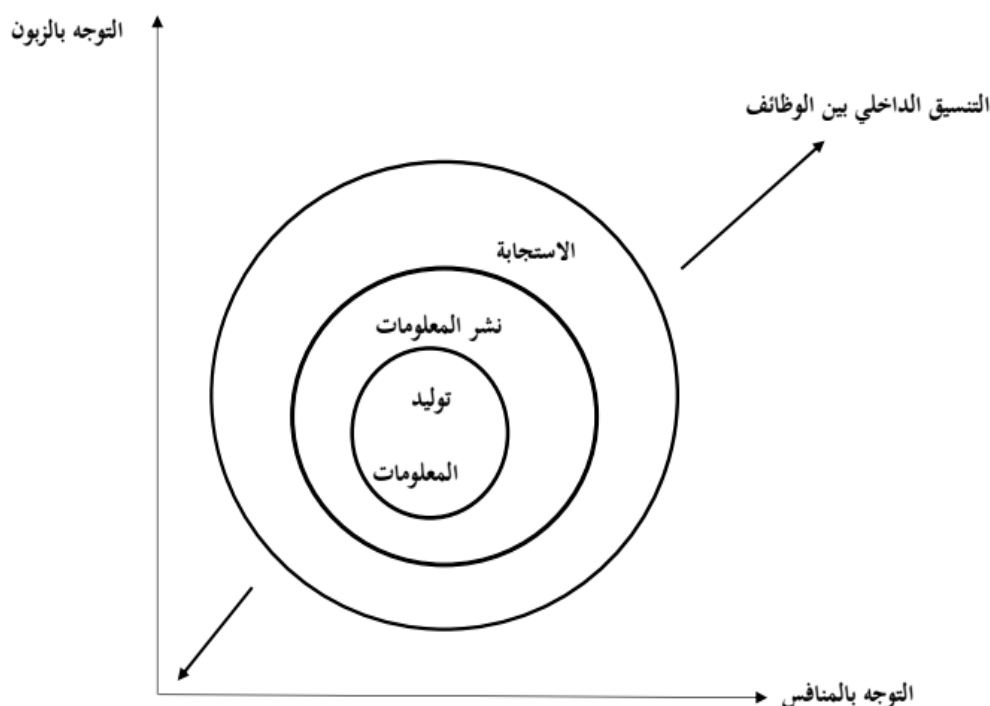 التوجه بالزبون
التنسيق الداخلي بين الوظائف
الاستجابة
نشر المعلومات
توليد
المعلومات
التوجه بالمنافس